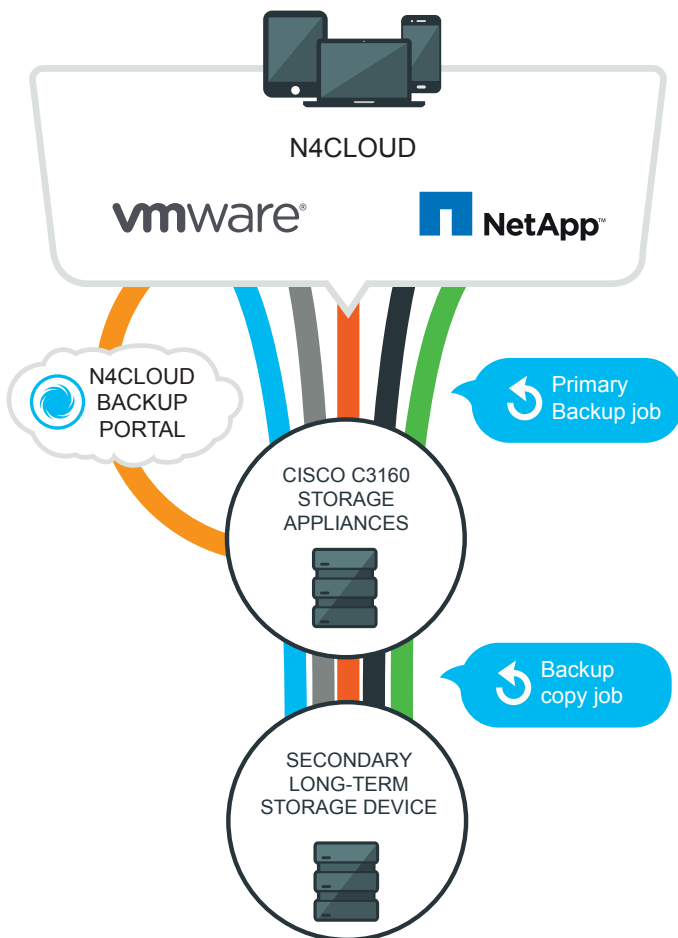 N4CLOUD
vmware®
NetApp™
N4CLOUD
BACKUP
PORTAL
Primary
Backup job
CISCO C3160
STORAGE
APPLIANCES
Backup
copy job
SECONDARY
LONG-TERM
STORAGE DEVICE